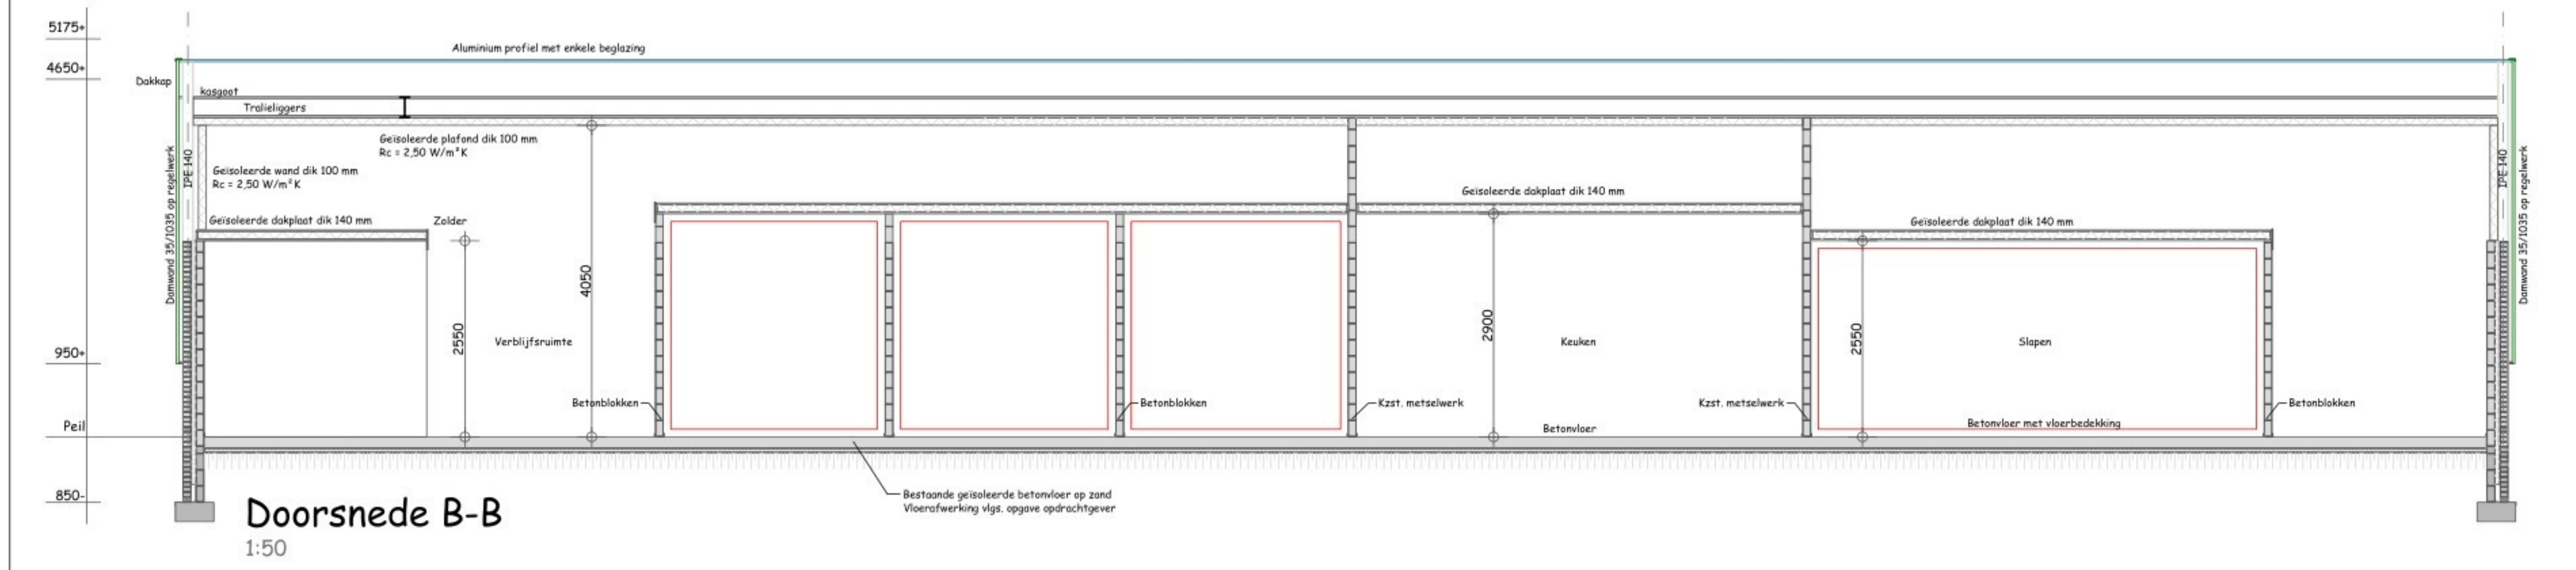 5175+
Aluminium profiel met enkele beglazing
4650+
Dakkap
kasgoot
Tralieliggers
Geïsoleerde plafond dik 100 mm
Rc = 2,50 W/m²K
IPE 140
IPE 140
Damwand 35/1035 op regelwerk
Damwand 35/1035 op regelwerk
Geïsoleerde wand dik 100 mm
Rc = 2,50 W/m²K
Geïsoleerde dakplaat dik 140 mm
Geïsoleerde dakplaat dik 140 mm
Zolder
Geïsoleerde dakplaat dik 140 mm
4050
2550
2900
2550
Verblijfsruimte
Keuken
Slapen
950+
Betonblokken
Betonblokken
Kzst. metselwerk
Kzst. metselwerk
Betonblokken
Peil
Betonvloer
Betonvloer met vloerbedekking
850-
Bestaande geïsoleerde betonvloer op zand
Vloerafwerking vlgs. opgave opdrachtgever
Doorsnede B-B
1:50